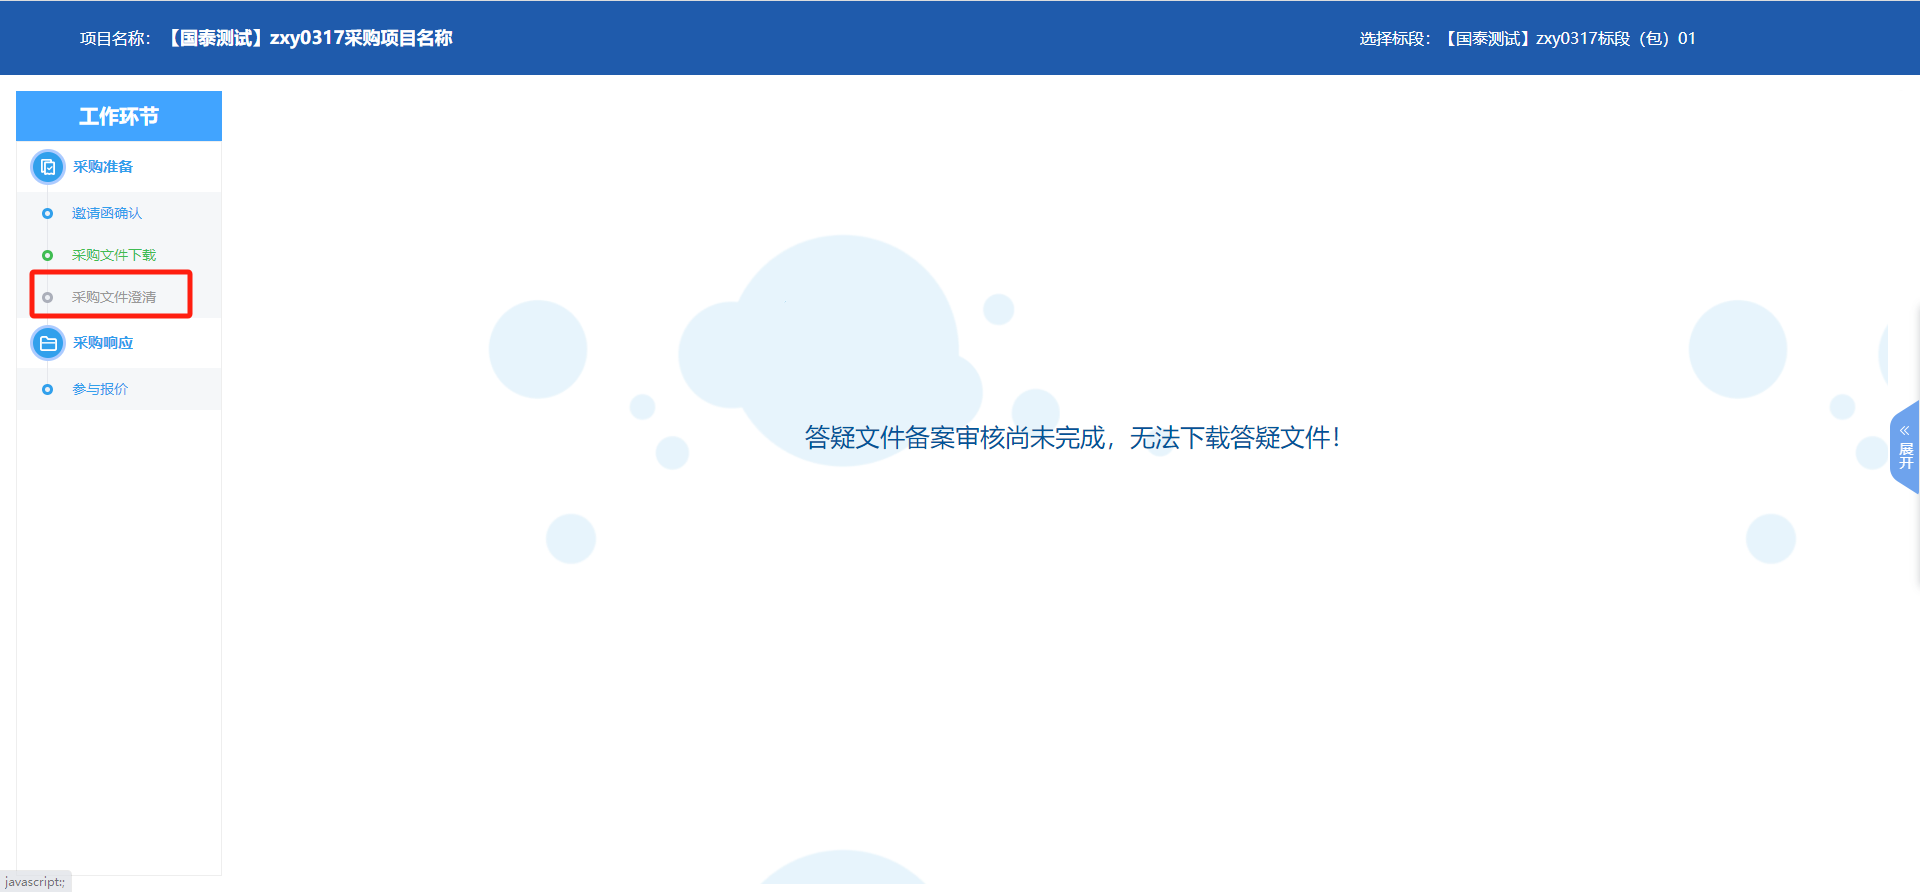 项目名称： 【国泰测试】zxy0317采购项目名称
选择标段： 【国泰测试】zxy0317标段（包）01
工作环节
采购准备
邀请函确认
采购文件下载
采购文件澄清
采购响应
参与报价
答疑文件备案审核尚未完成，无法下载答疑文件！
«
展开
javascript:;